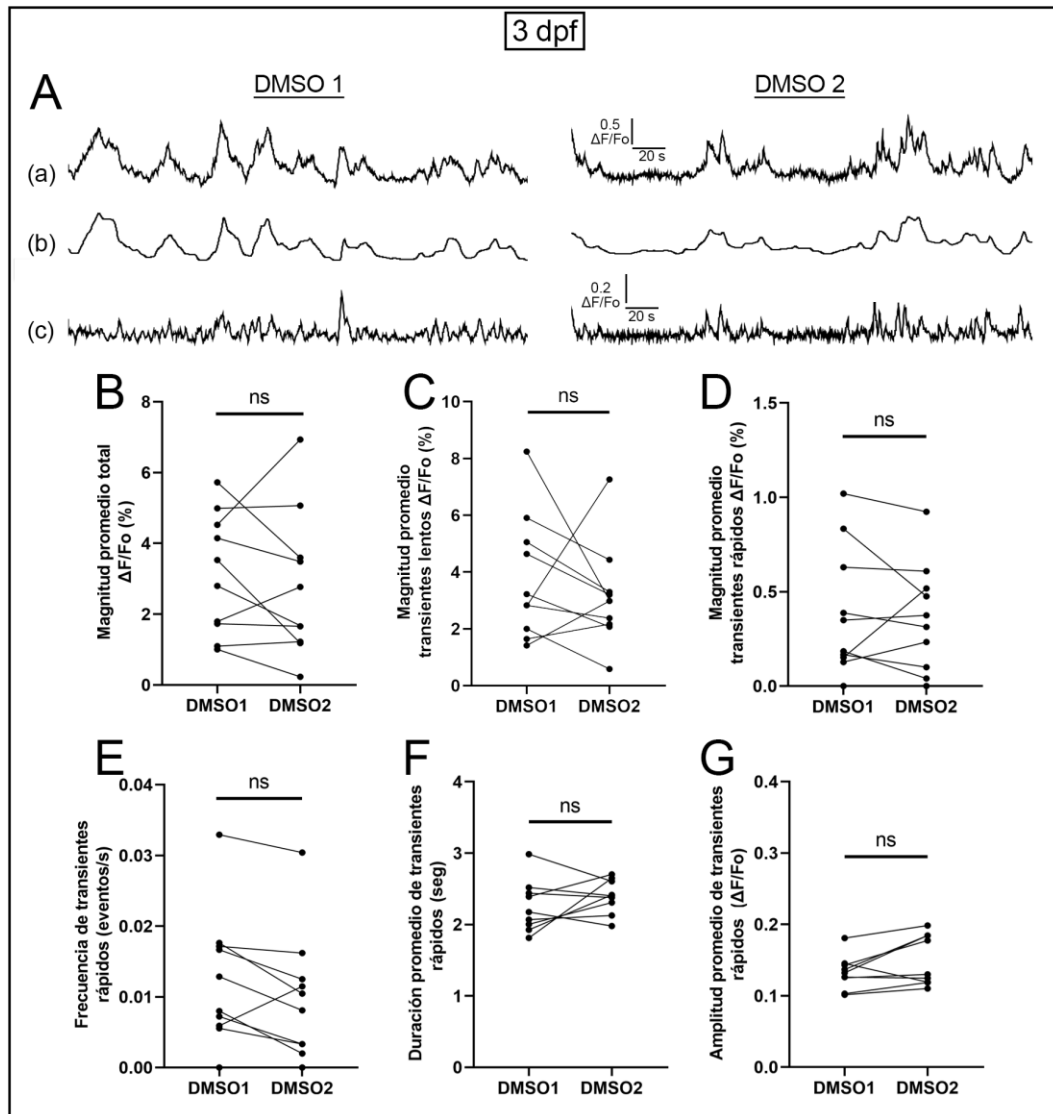 3 dpf
A
DMSO 1
DMSO 2
(a)
0.5
ΔF/Fo
20 s
(b)
(c)
0.2
ΔF/Fo
20 s
B
Magnitud promedio total
ΔF/Fo (%)
8
6
4
2
0
ns
DMSO1 DMSO2
C
Magnitud promedio
transientes lentos ΔF/Fo (%)
10
8
6
4
2
0
ns
DMSO1 DMSO2
D
Magnitud promedio
transientes rápidos ΔF/Fo (%)
1.5
1.0
0.5
0.0
ns
DMSO1 DMSO2
E
Frecuencia de transientes
rápidos (eventos/s)
0.04
0.03
0.02
0.01
0.00
ns
DMSO1 DMSO2
F
Duración promedio de transientes
rápidos (seg)
4
3
2
1
0
ns
DMSO1 DMSO2
G
Amplitud promedio de transientes
rápidos (ΔF/Fo)
0.4
0.3
0.2
0.1
0.0
ns
DMSO1 DMSO2